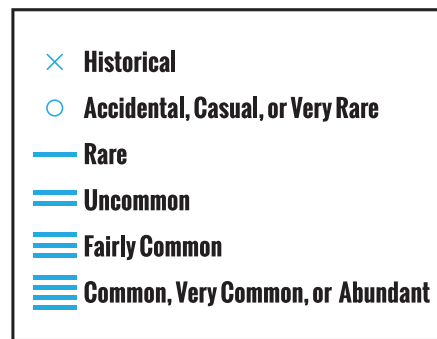 Historical
Accidental, Casual, or Very Rare
Rare
Uncommon
Fairly Common
Common, Very Common, or Abundant